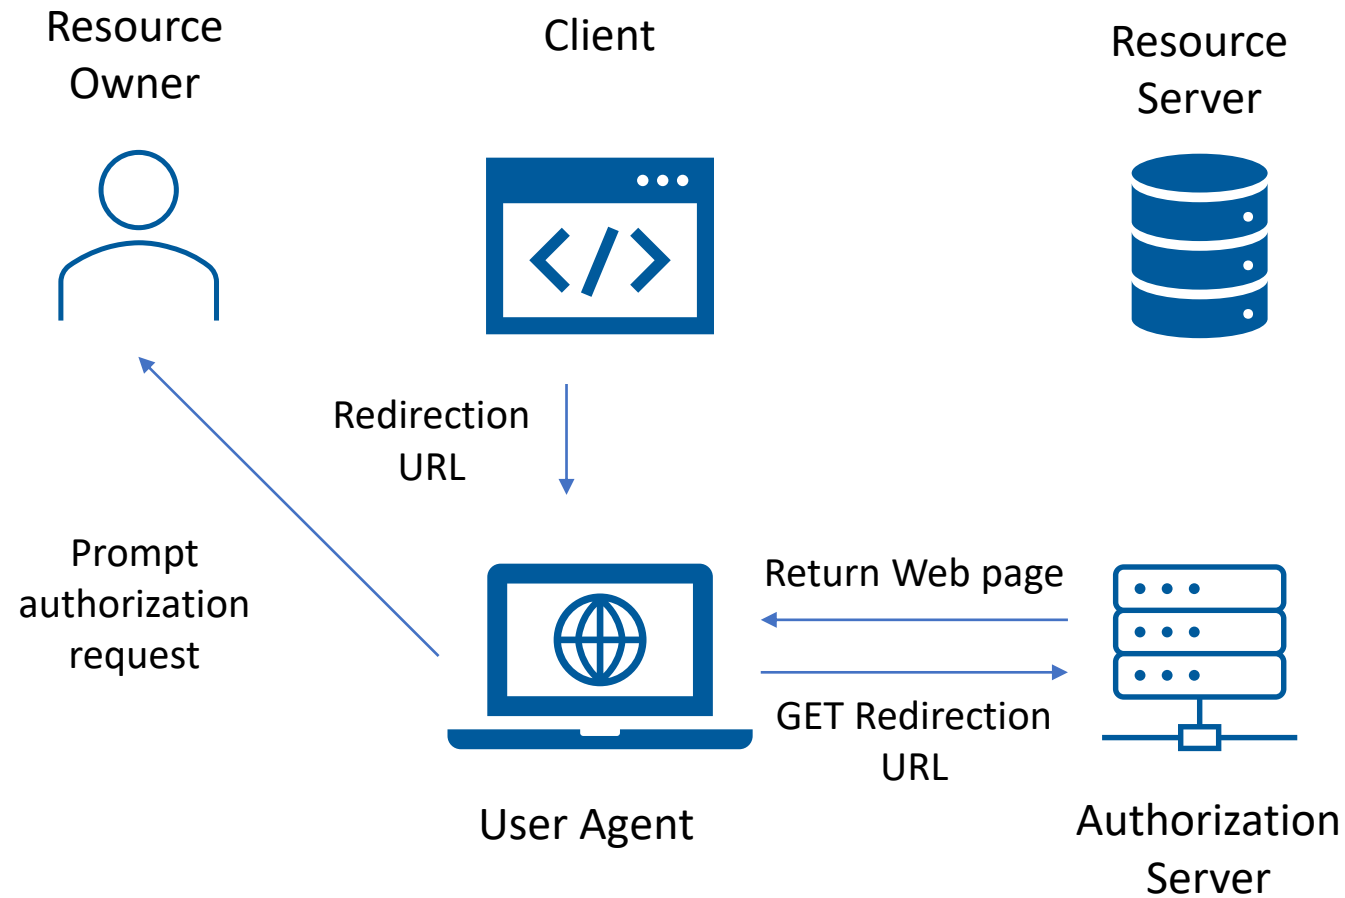 Resource
Owner
Client
Resource
Server
Redirection
URL
Prompt
authorization
request
Return Web page
GET Redirection
URL
User Agent
Authorization
Server